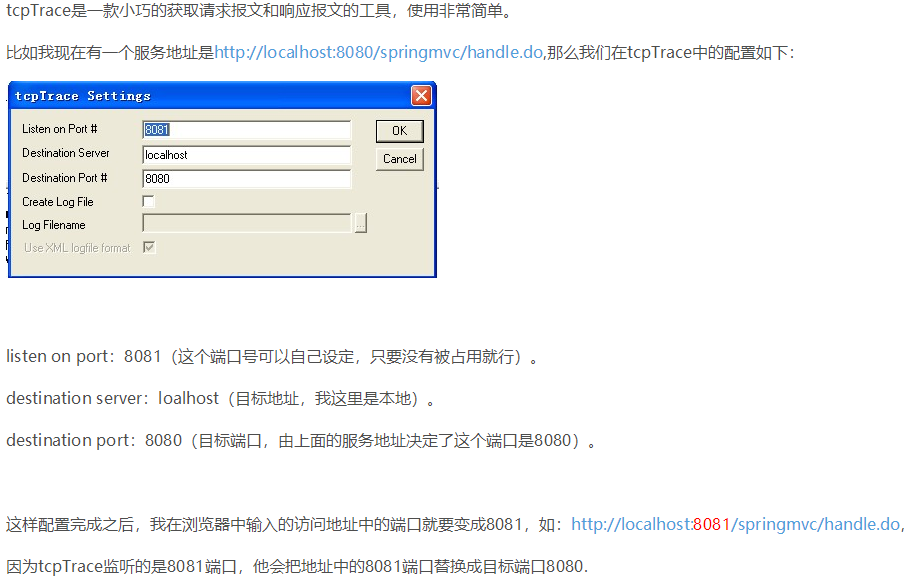 tcpTrace是一款小巧的获取请求报文和响应报文的工具，使用非常简单。
比如我现在有一个服务地址是http://localhost:8080/springmvc/handle.do,那么我们在tcpTrace中的配置如下：
tcpTrace Settings
Listen on Port # 8081 OK
Destination Server localhost Cancel
Destination Port # 8080
Create Log File
Log Filename ...
Use XML logfile format
listen on port：8081（这个端口号可以自己设定，只要没有被占用就行）。
destination server：loalhost（目标地址，我这里是本地）。
destination port：8080（目标端口，由上面的服务地址决定了这个端口是8080）。
这样配置完成之后，我在浏览器中输入的访问地址中的端口就要变成8081，如：http://localhost:8081/springmvc/handle.do,
因为tcpTrace监听的是8081端口，他会把地址中的8081端口替换成目标端口8080.